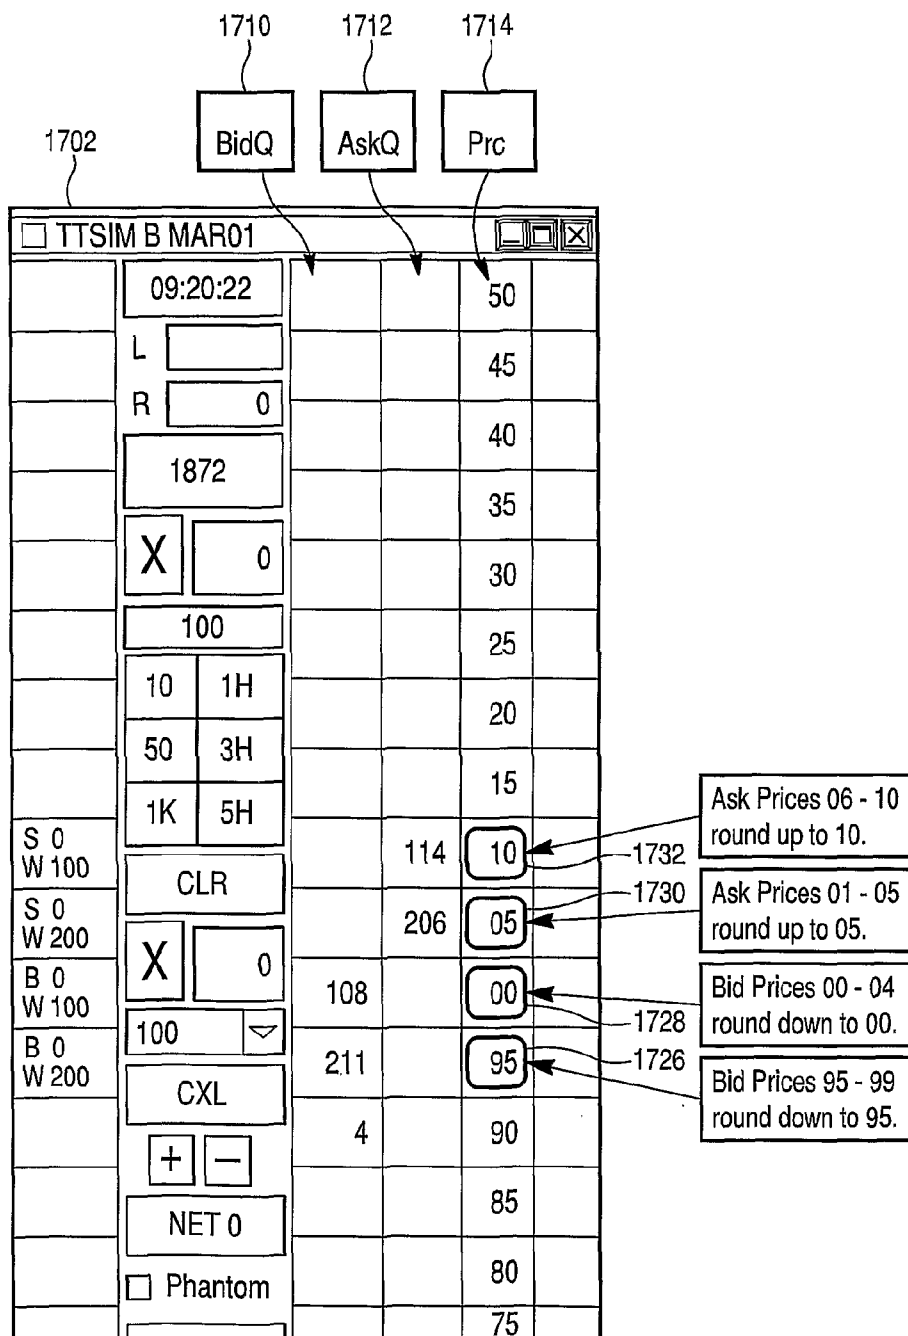 1710 1712 1714
BidQ AskQ Prc
1702
TTSIM B MAR01
09:20:22 50
L 45
R 0 40
1872 35
X 0 30
100 25
10 1H 20
50 3H 15
1K 5H
Ask Prices 06 - 10
round up to 10.
S 0
W 100 CLR 114 10 1732
1730
Ask Prices 01 - 05
round up to 05.
S 0
W 200 X 0 206 05
Bid Prices 00 - 04
round down to 00.
B 0
W 100 100 108 00 1728
1726
B 0
W 200 CXL 211 95
Bid Prices 95 - 99
round down to 95.
+ - 4 90
NET 0 85
Phantom 80
75